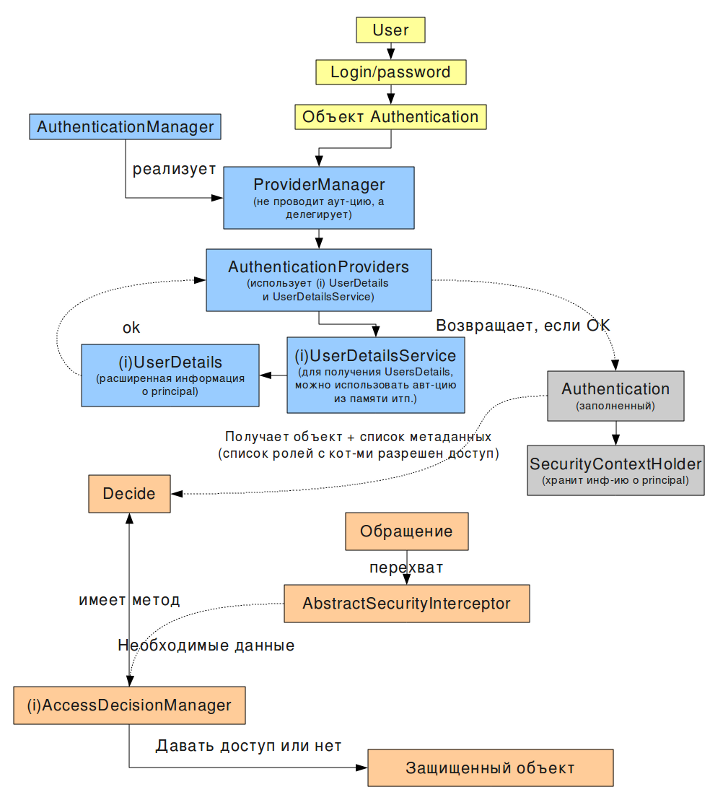 User
Login/password
Объект Authentication
AuthenticationManager
реализует
ProviderManager
(не проводит аут-цию, а
делегирует)
AuthenticationProviders
(использует (i) UserDetails
и UserDetailsService)
ok
Возвращает, если ОК
(i)UserDetails
(расширенная информация
о principal)
(i)UserDetailsService
(для получения UsersDetails,
можно использовать авт-цию
из памяти итп.)
Authentication
(заполненный)
Получает объект + список метаданных
(список ролей с кот-ми разрешен доступ)
SecurityContextHolder
(хранит инф-ию о principal)
Decide
Обращение
перехват
имеет метод
AbstractSecurityInterceptor
Необходимые данные
(i)AccessDecisionManager
Давать доступ или нет
Защищенный объект